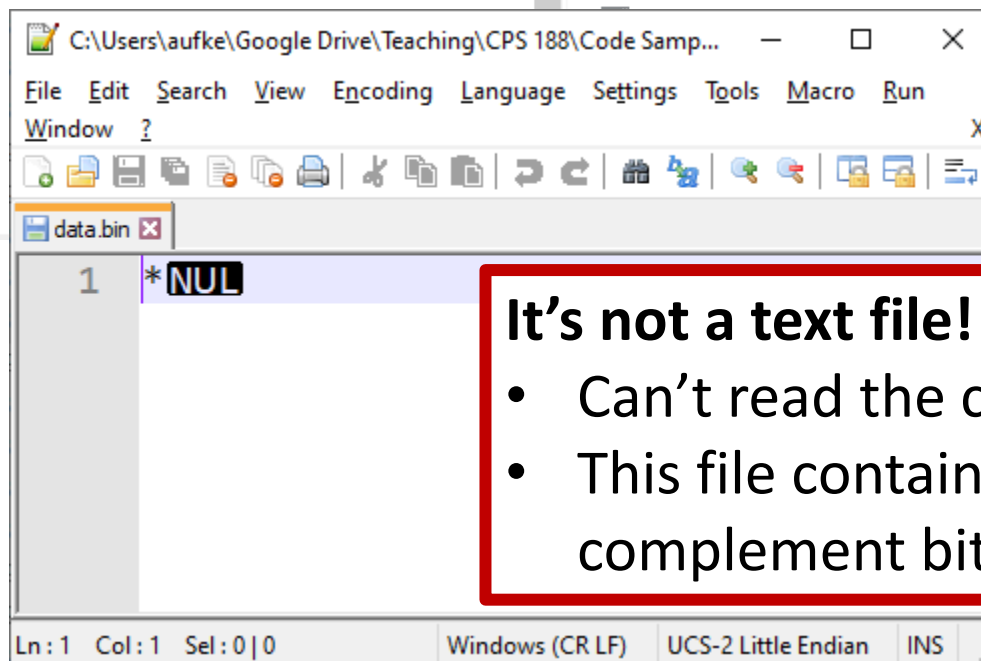 C:\Users\aufke\Google Drive\Teaching\CPS 188\Code Samp...
File Edit Search View Encoding Language Settings Tools Macro Run
Window ?
data.bin
1 *NUL
It's not a text file!
• Can't read the
• This file contain
complement bit
Ln : 1 Col : 1 Sel : 0 | 0 Windows (CR LF) UCS-2 Little Endian INS